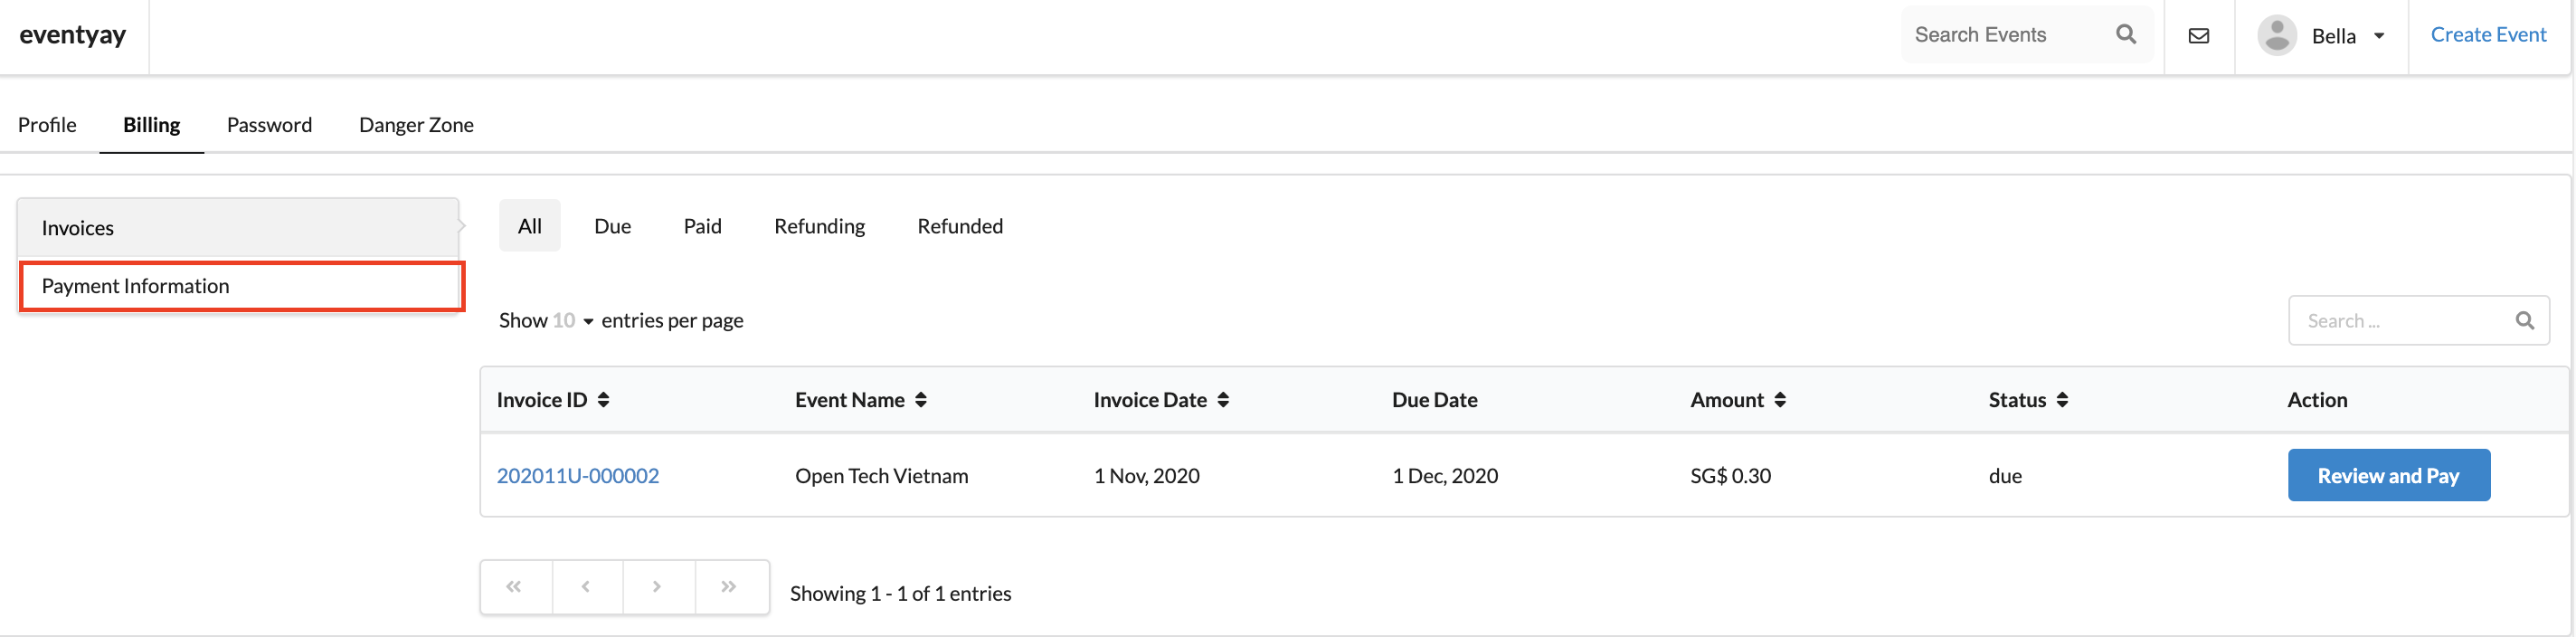 eventyay
Search Events
Bella
Create Event
Profile Billing Password Danger Zone
Invoices
Payment Information
All Due Paid Refunding Refunded
Show 10 entries per page
Search ...
Invoice ID Event Name Invoice Date Due Date Amount Status Action
202011U-000002 Open Tech Vietnam 1 Nov, 2020 1 Dec, 2020 SG$ 0.30 due Review and Pay
« ‹ › »
Showing 1 - 1 of 1 entries